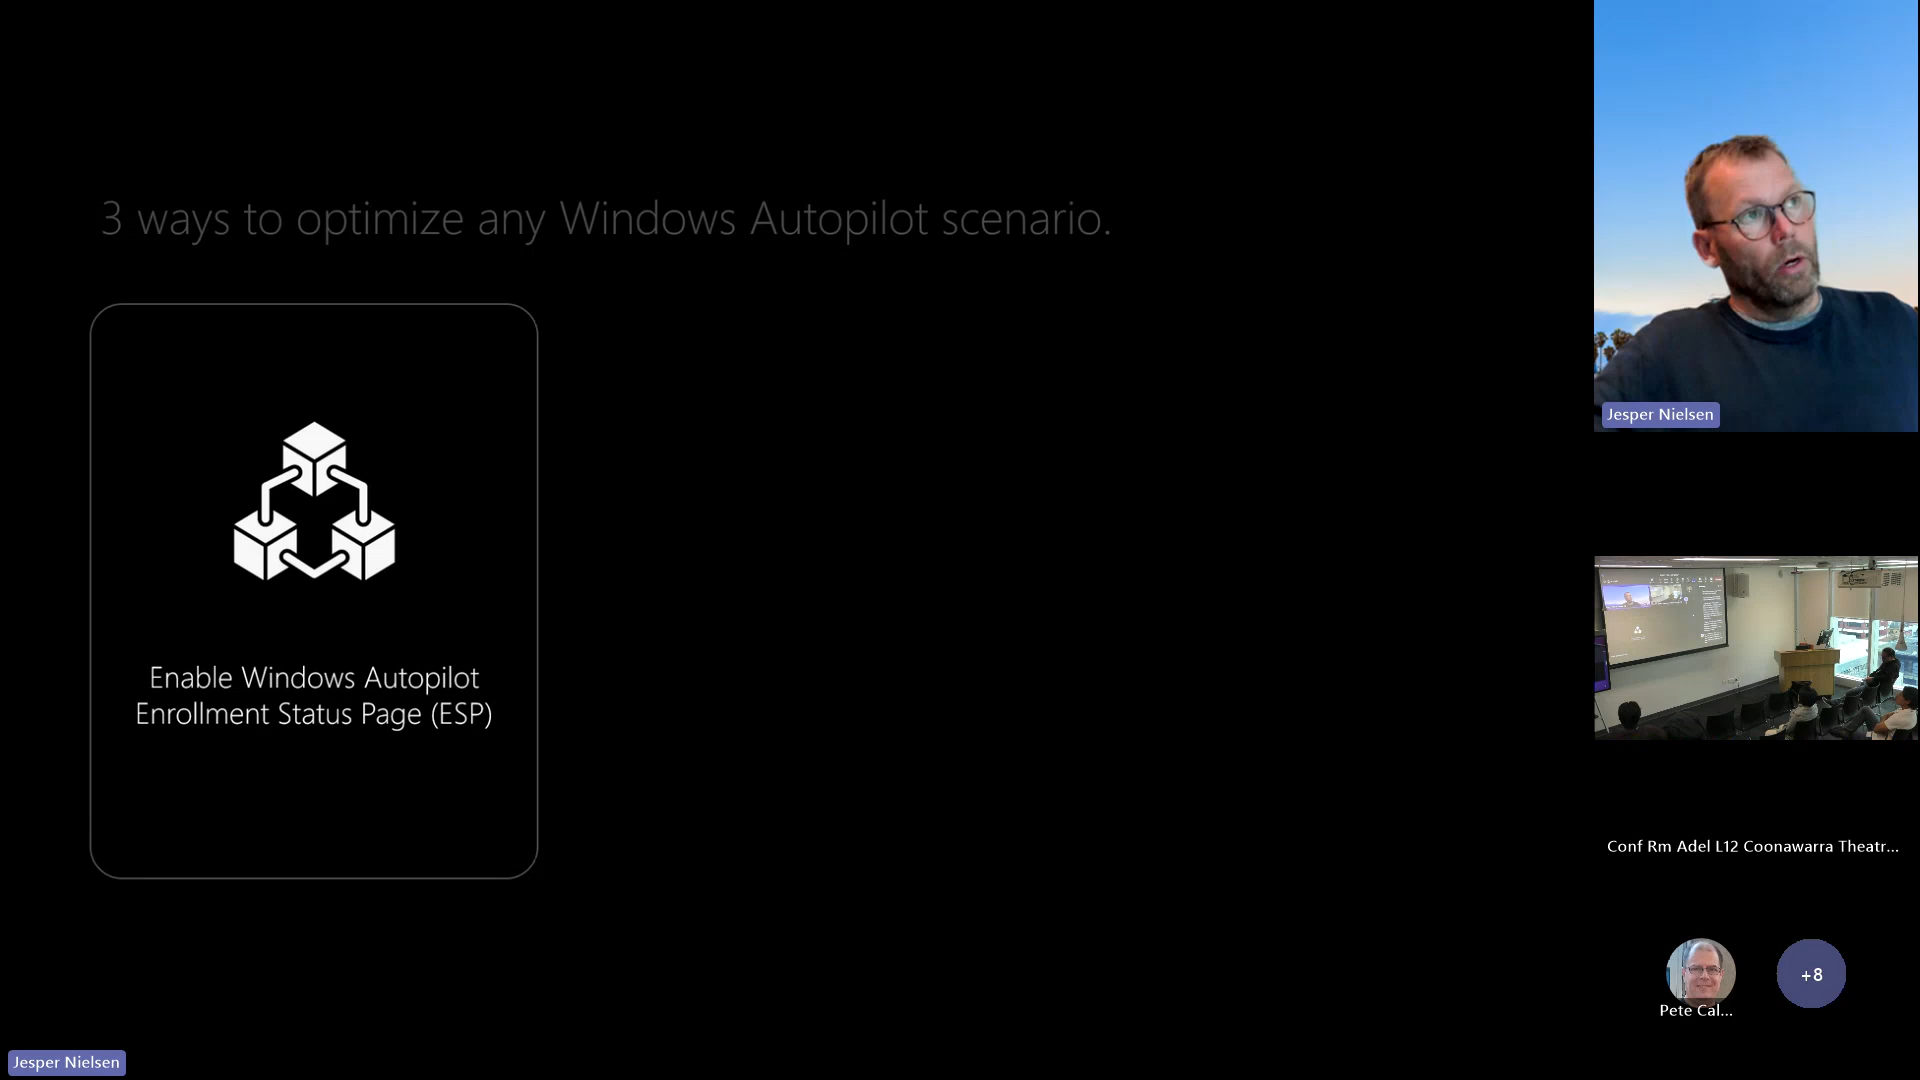 3 ways to optimize any Windows Autopilot scenario.
Enable Windows Autopilot
Enrollment Status Page (ESP)
Jesper Nielsen
Conf Rm Adel L12 Coonawarra Theatr...
+8
Pete Cal...
Jesper Nielsen